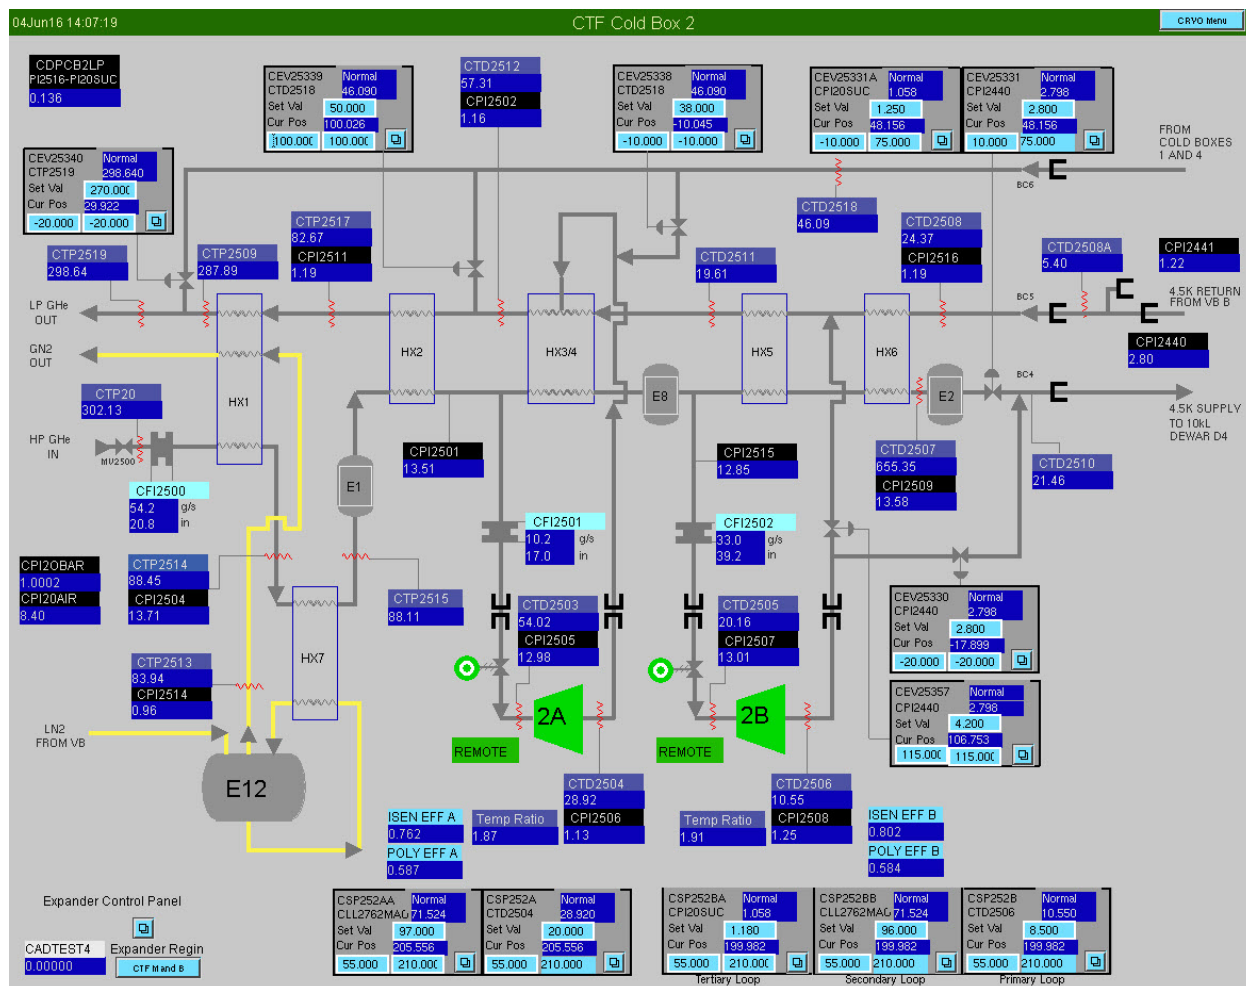 04Jun16 14:07:19
CTF Cold Box 2
CRVO Menu
CDPCB2LP
PI2516-PI20SUC
0.136
CEV25339 Normal
CTD2518 46.090
Set Val 50.000
Cur Pos 100.026
100.000 100.000
CTD2512
57.31
CPI2502
1.16
CEV25338 Normal
CTD2518 46.090
Set Val 38.000
Cur Pos -10.045
-10.000 -10.000
CEV25331A Normal
CPI20SUC 1.058
Set Val 1.250
Cur Pos 48.156
-10.000 75.000
CEV25331 Normal
CPI2440 2.798
Set Val 2.800
Cur Pos 48.156
10.000 75.000
FROM
COLD BOXES
1 AND 4
BC6
CEV25340 Normal
CTP2519 298.640
Set Val 270.000
Cur Pos 29.922
-20.000 -20.000
CTD2518
46.09
CTP2519
298.64
CTP2509
287.89
CTP2517
82.67
CPI2511
1.19
CTD2511
19.61
CTD2508
24.37
CPI2516
1.19
CTD2508A
5.40
CPI2441
1.22
4.5K RETURN
FROM VB B
BC5
LP GHe
OUT
GN2
OUT
HX1
HX2
HX3/4
HX5
HX6
CPI2440
2.80
E8
E2
BC4
4.5K SUPPLY
TO 10kL
DEWAR D4
CTP20
302.13
HP GHe
IN
MV2500
CFI2500
54.2 g/s
20.8 in
E1
CPI2501
13.51
CPI2515
12.85
CTD2507
655.35
CPI2509
13.58
CTD2510
21.46
CFI2501
10.2 g/s
17.0 in
CFI2502
33.0 g/s
39.2 in
CPI2OBAR
1.0002
CPI20AIR
8.40
CTP2514
88.45
CPI2504
13.71
CTP2515
88.11
CTD2503
54.02
CPI2505
12.98
CTD2505
20.16
CPI2507
13.01
CEV25330 Normal
CPI2440 2.798
Set Val 2.800
Cur Pos -17.899
-20.000 -20.000
HX7
CTP2513
83.94
CPI2514
0.96
LN2
FROM VB
2A
2B
REMOTE
REMOTE
CEV25357 Normal
CPI2440 2.798
Set Val 4.200
Cur Pos 106.753
115.000 115.000
E12
CTD2504
28.92
CPI2506
1.13
CTD2506
10.55
CPI2508
1.25
ISEN EFF A
0.762
POLY EFF A
0.587
Temp Ratio
1.87
Temp Ratio
1.91
ISEN EFF B
0.802
POLY EFF B
0.584
Expander Control Panel
CADTEST4
0.00000
Expander Regin
CTF M and B
CSP252AA Normal
CLL2762MAG 71.524
Set Val 97.000
Cur Pos 205.556
55.000 210.000
CSP252A Normal
CTD2504 28.920
Set Val 20.000
Cur Pos 205.556
55.000 210.000
CSP252BA Normal
CPI20SUC 1.058
Set Val 1.180
Cur Pos 199.982
55.000 210.000
Tertiary Loop
CSP252BB Normal
CLL2762MAG 71.524
Set Val 96.000
Cur Pos 199.982
55.000 210.000
Secondary Loop
CSP252B Normal
CTD2506 10.550
Set Val 8.500
Cur Pos 199.982
55.000 210.000
Primary Loop